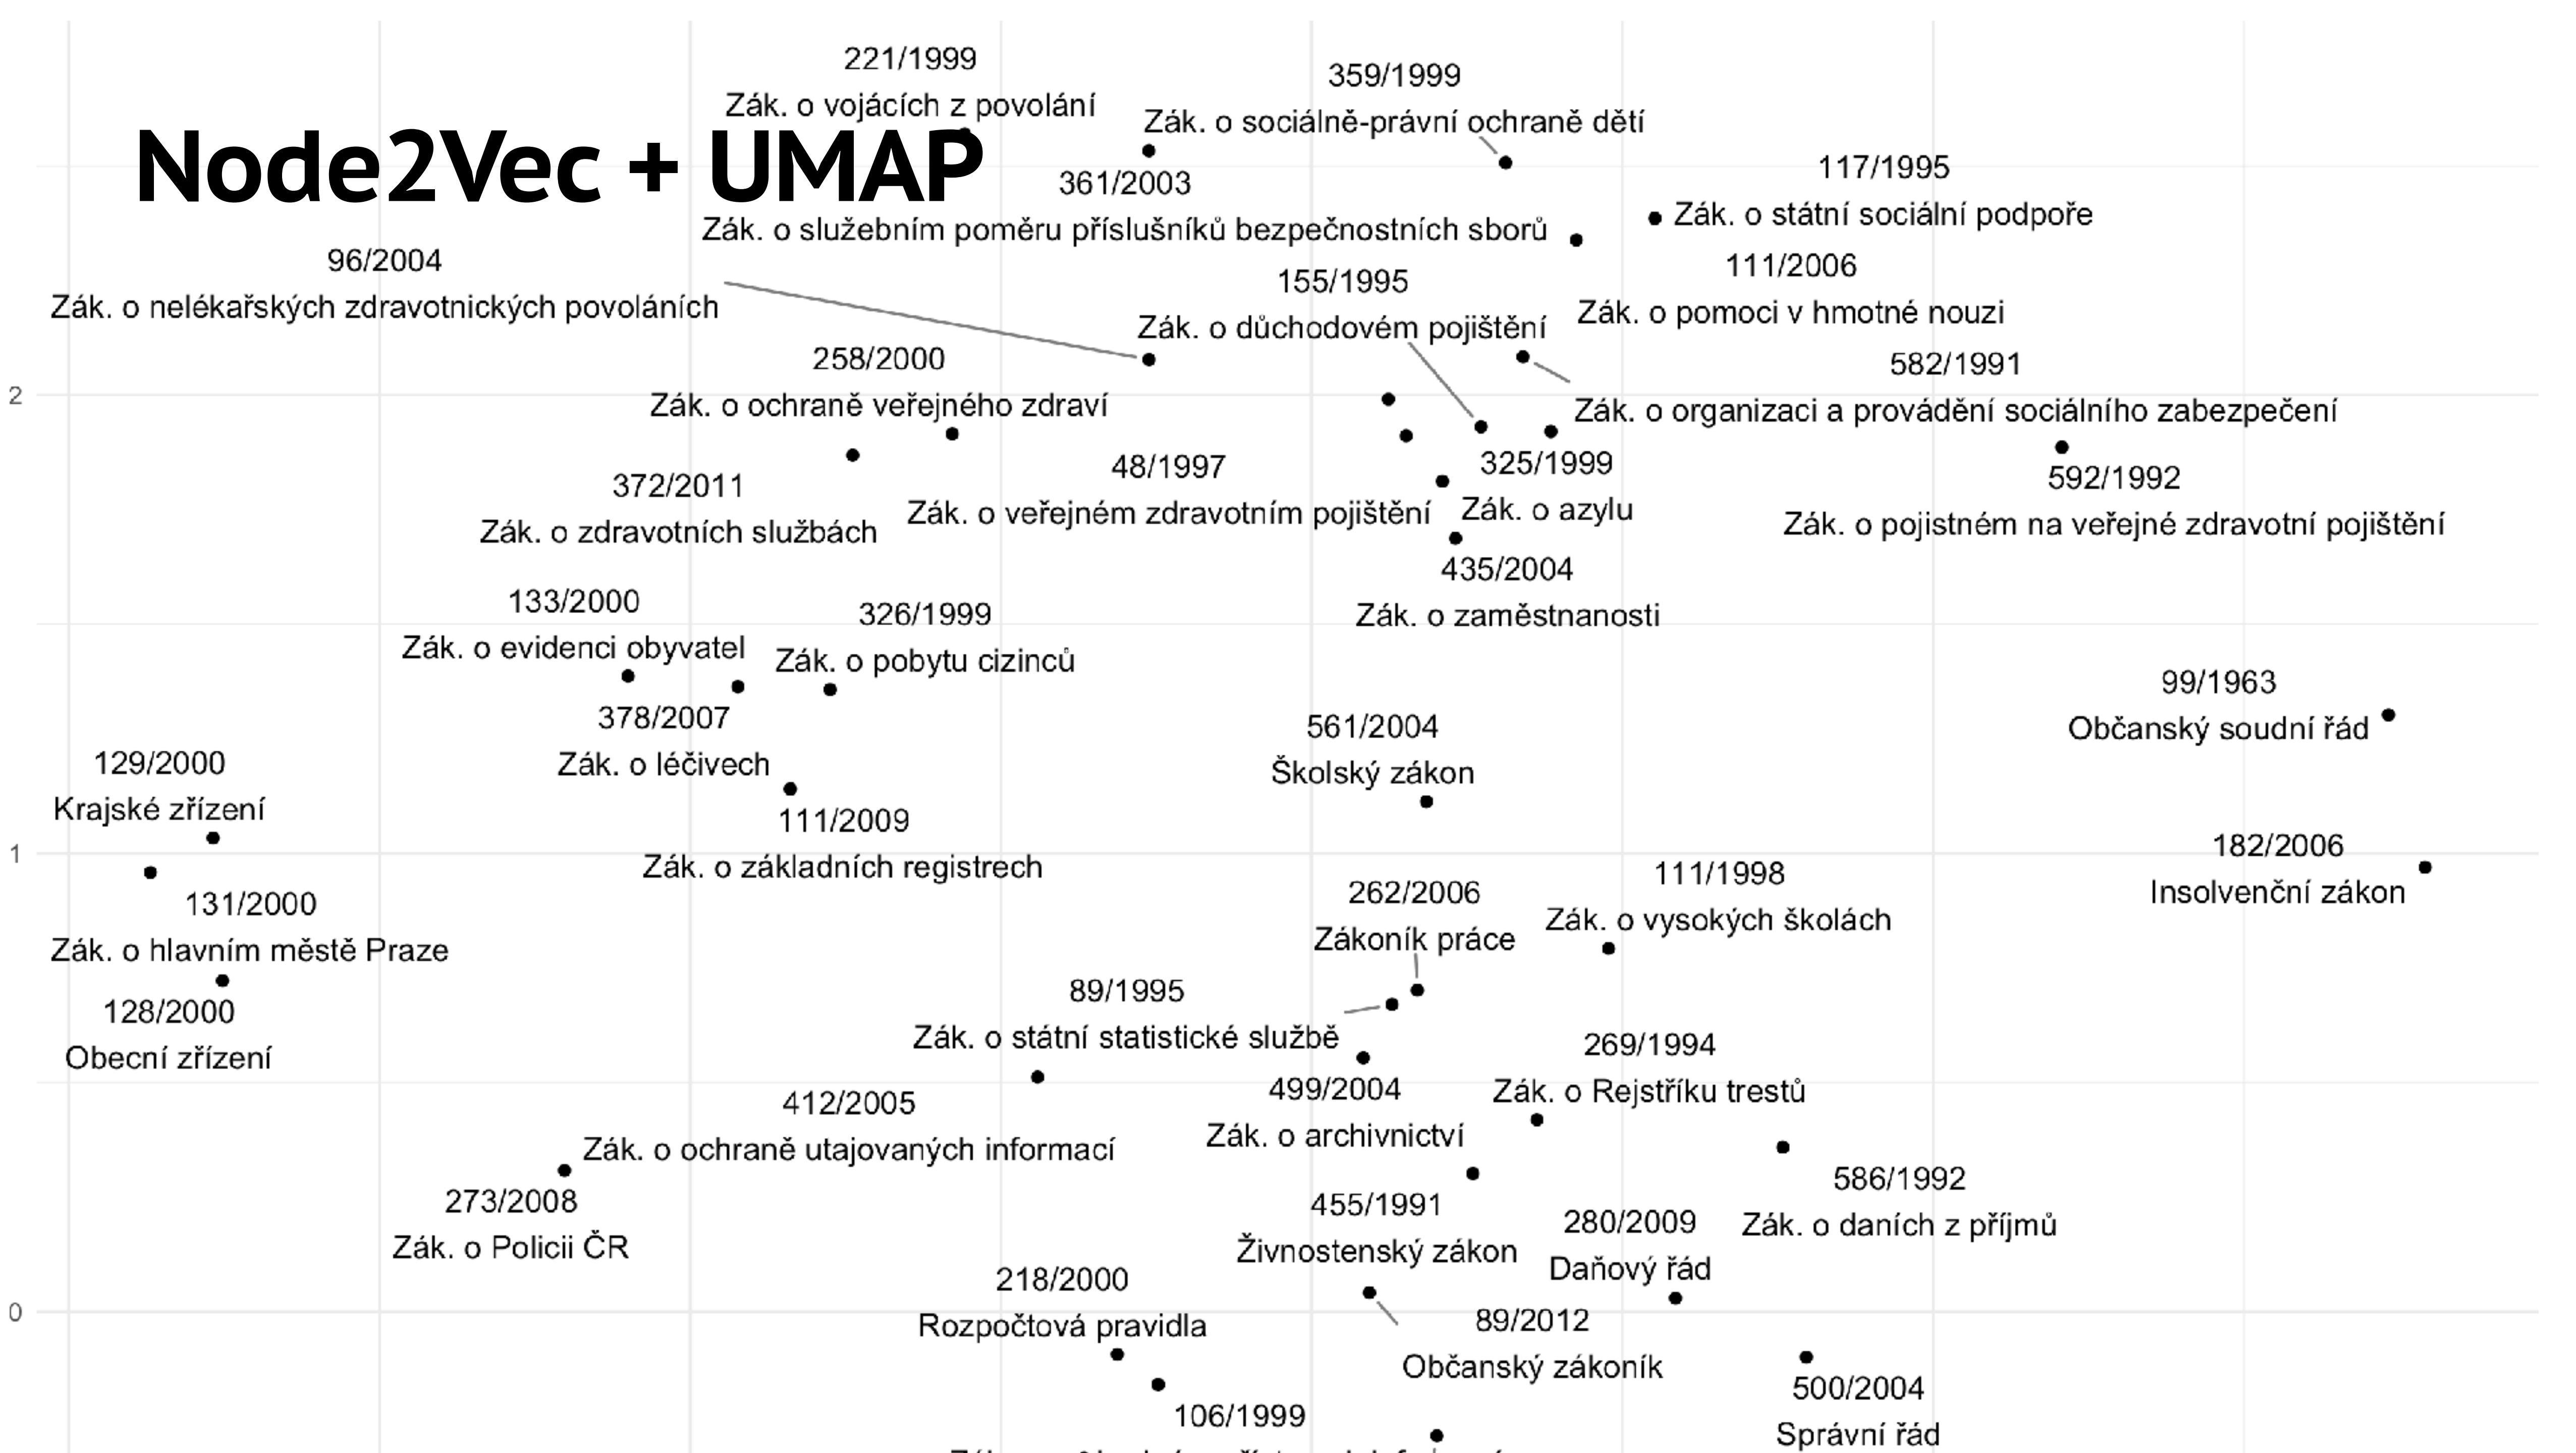 221/1999
Zák. o vojácích z povolání
359/1999
Zák. o sociálně-právní ochraně dětí
Node2Vec + UMAP
361/2003
Zák. o služebním poměru příslušníků bezpečnostních sborů
117/1995
Zák. o státní sociální podpoře
96/2004
Zák. o nelékařských zdravotnických povoláních
111/2006
Zák. o pomoci v hmotné nouzi
155/1995
Zák. o důchodovém pojištění
258/2000
Zák. o ochraně veřejného zdraví
582/1991
Zák. o organizaci a provádění sociálního zabezpečení
2
372/2011
Zák. o zdravotních službách
48/1997
Zák. o veřejném zdravotním pojištění
325/1999
Zák. o azylu
592/1992
Zák. o pojistném na veřejné zdravotní pojištění
435/2004
Zák. o zaměstnanosti
133/2000
Zák. o evidenci obyvatel
326/1999
Zák. o pobytu cizinců
378/2007
Zák. o léčivech
561/2004
Školský zákon
99/1963
Občanský soudní řád
129/2000
Krajské zřízení
111/2009
Zák. o základních registrech
1
182/2006
Insolvenční zákon
131/2000
Zák. o hlavním městě Praze
262/2006
Zákoník práce
111/1998
Zák. o vysokých školách
128/2000
Obecní zřízení
89/1995
Zák. o státní statistické službě
499/2004
Zák. o archivnictví
269/1994
Zák. o Rejstříku trestů
412/2005
Zák. o ochraně utajovaných informací
273/2008
Zák. o Policii ČR
455/1991
Živnostenský zákon
586/1992
Zák. o daních z příjmů
280/2009
Daňový řád
218/2000
Rozpočtová pravidla
0
89/2012
Občanský zákoník
500/2004
Správní řád
106/1999